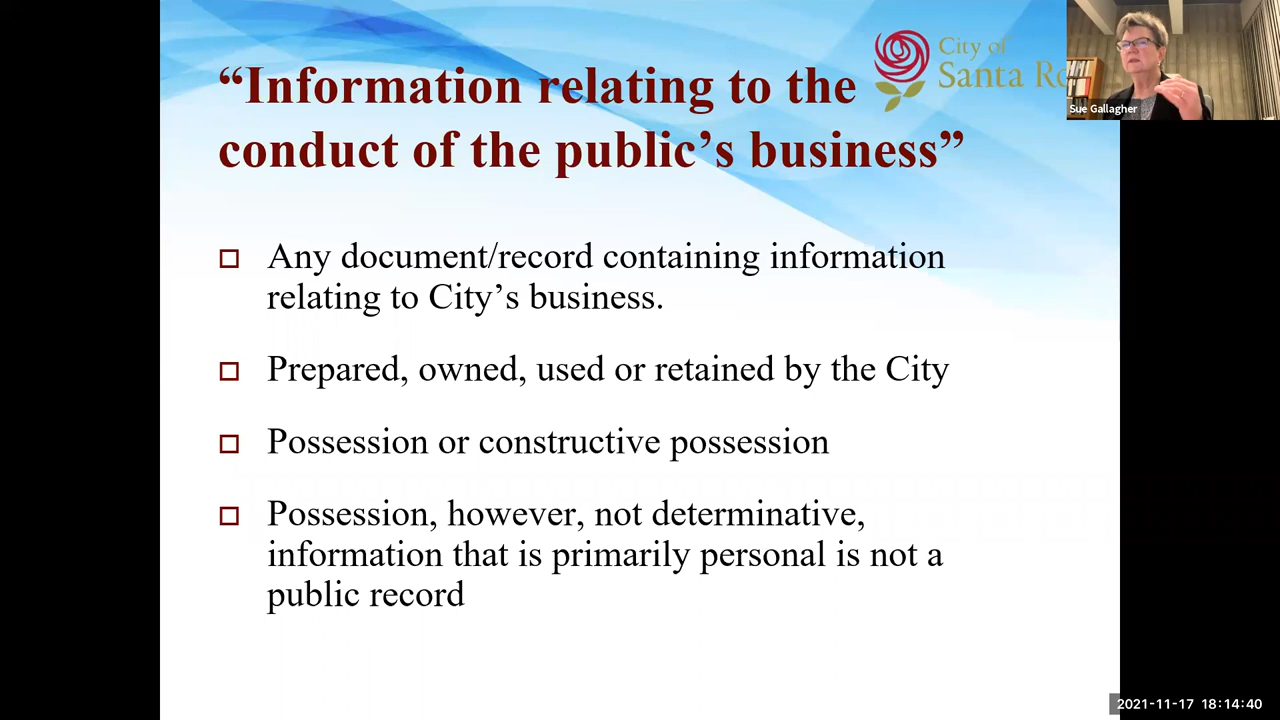 “Information relating to the
conduct of the public’s business”
City of
Santa
Sue Gallagher
Any document/record containing information
relating to City’s business.
Prepared, owned, used or retained by the City
Possession or constructive possession
Possession, however, not determinative,
information that is primarily personal is not a
public record
2021-11-17 18:14:40